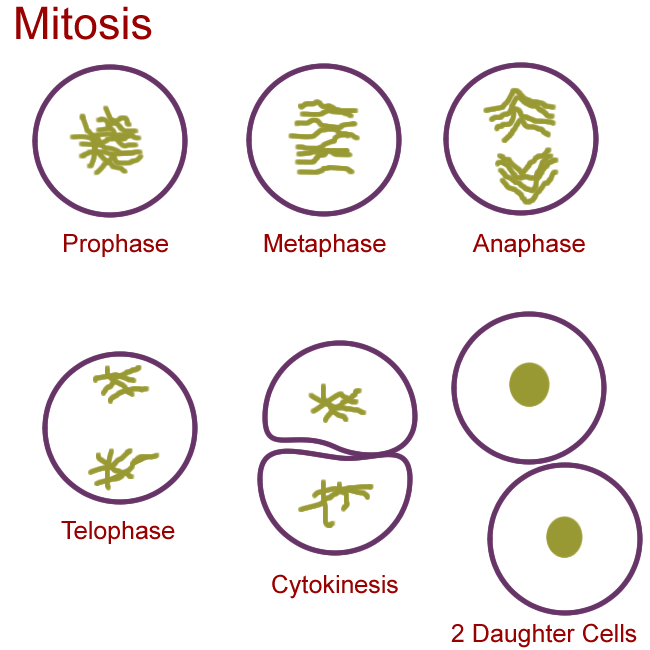 Mitosis
Prophase
Metaphase
Anaphase
Telophase
Cytokinesis
2 Daughter Cells